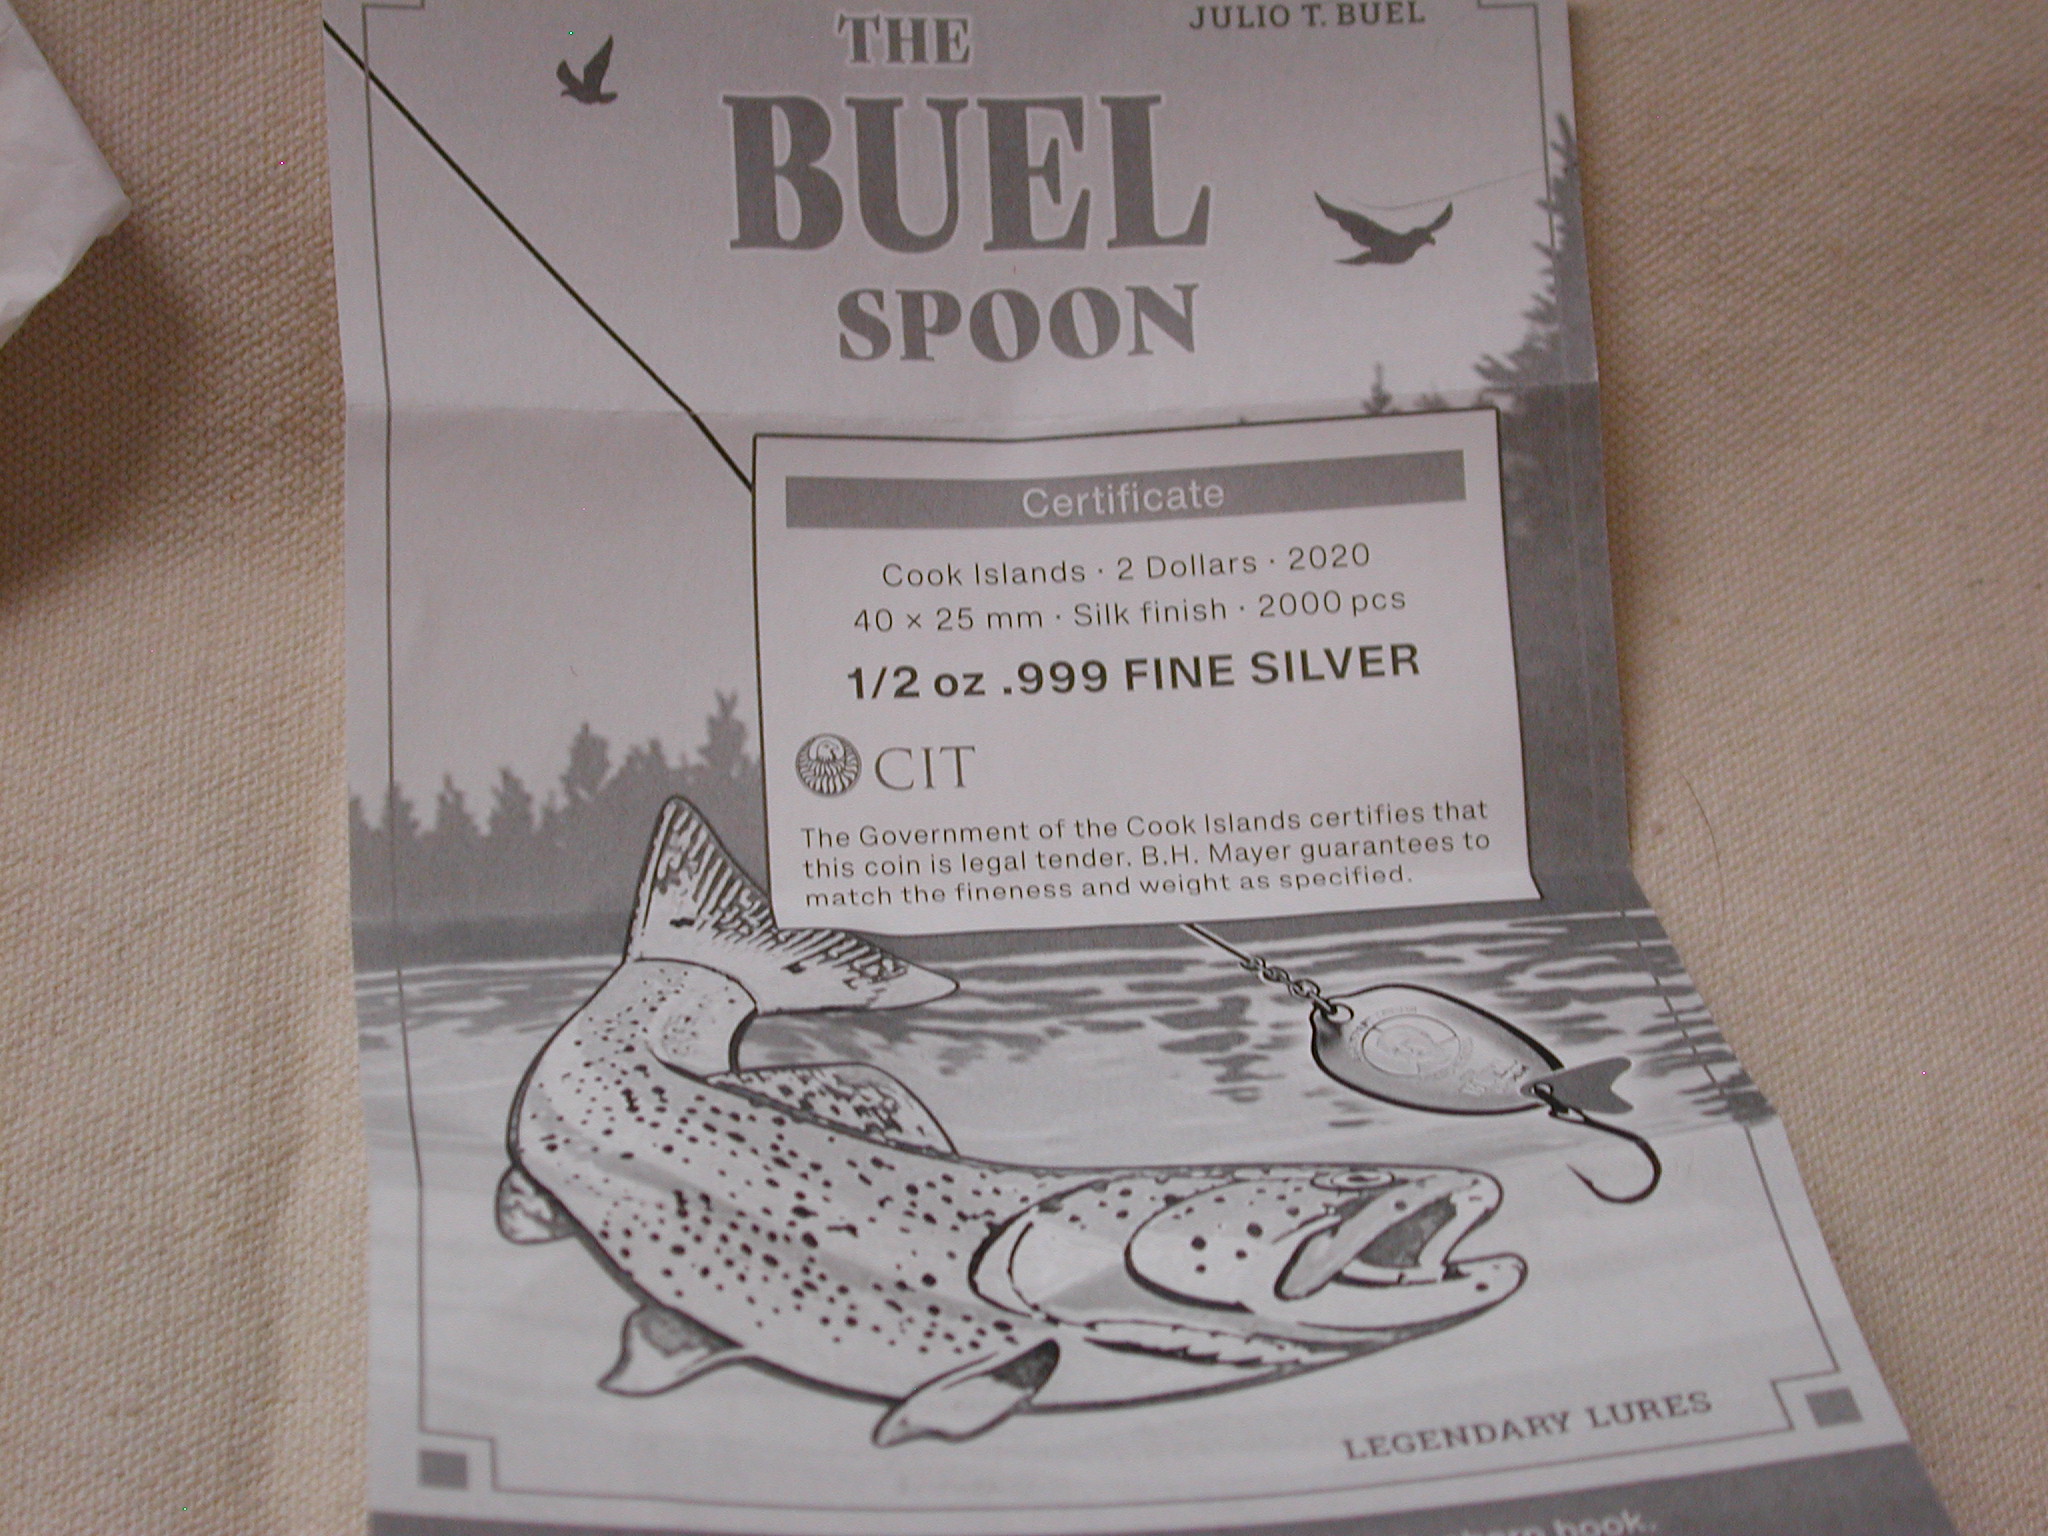 JULIO T. BUEL
THE
BUEL
SPOON
Certificate
Cook Islands · 2 Dollars · 2020
40 × 25 mm · Silk finish · 2000 pcs
1/2 oz .999 FINE SILVER
CIT
The Government of the Cook Islands certifies that
this coin is legal tender. B.H. Mayer guarantees to
match the fineness and weight as specified.
LEGENDARY LURES
hook.